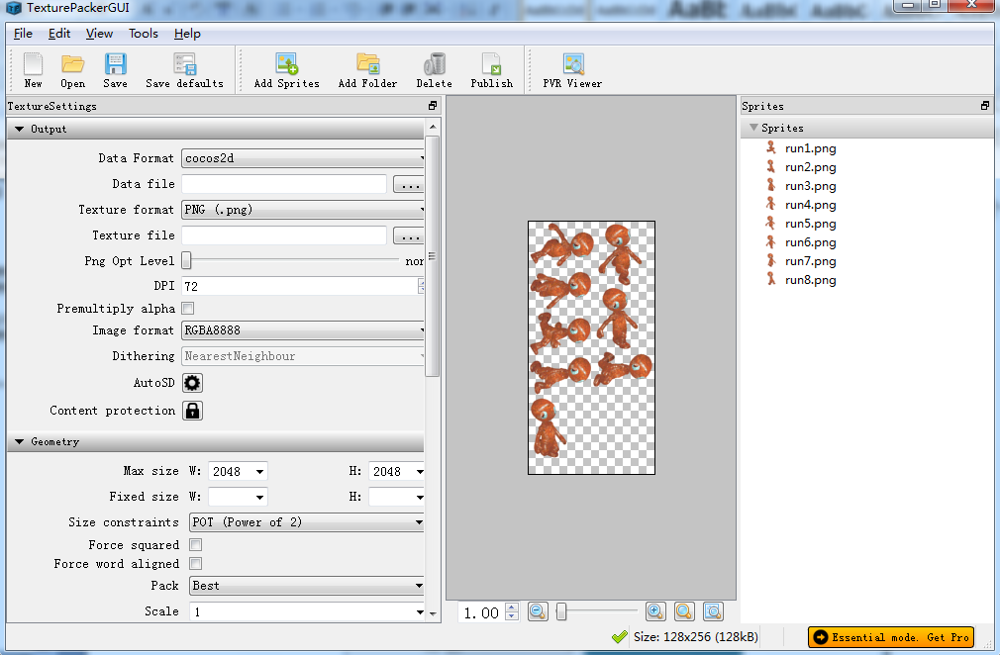 TexturePackerGUI
File Edit View Tools Help
New Open Save Save defaults Add Sprites Add Folder Delete Publish PVR Viewer
TextureSettings
Output
Data Format cocos2d
Data file ...
Texture format PNG (.png)
Texture file ...
Png Opt Level non
DPI 72
Premultiply alpha
Image format RGBA8888
Dithering NearestNeighbour
AutoSD
Content protection
Geometry
Max size W: 2048 H: 2048
Fixed size W: H:
Size constraints POT (Power of 2)
Force squared
Force word aligned
Pack Best
Scale 1
1.00
Sprites
Sprites
run1.png
run2.png
run3.png
run4.png
run5.png
run6.png
run7.png
run8.png
Size: 128x256 (128kB)
Essential mode. Get Pro